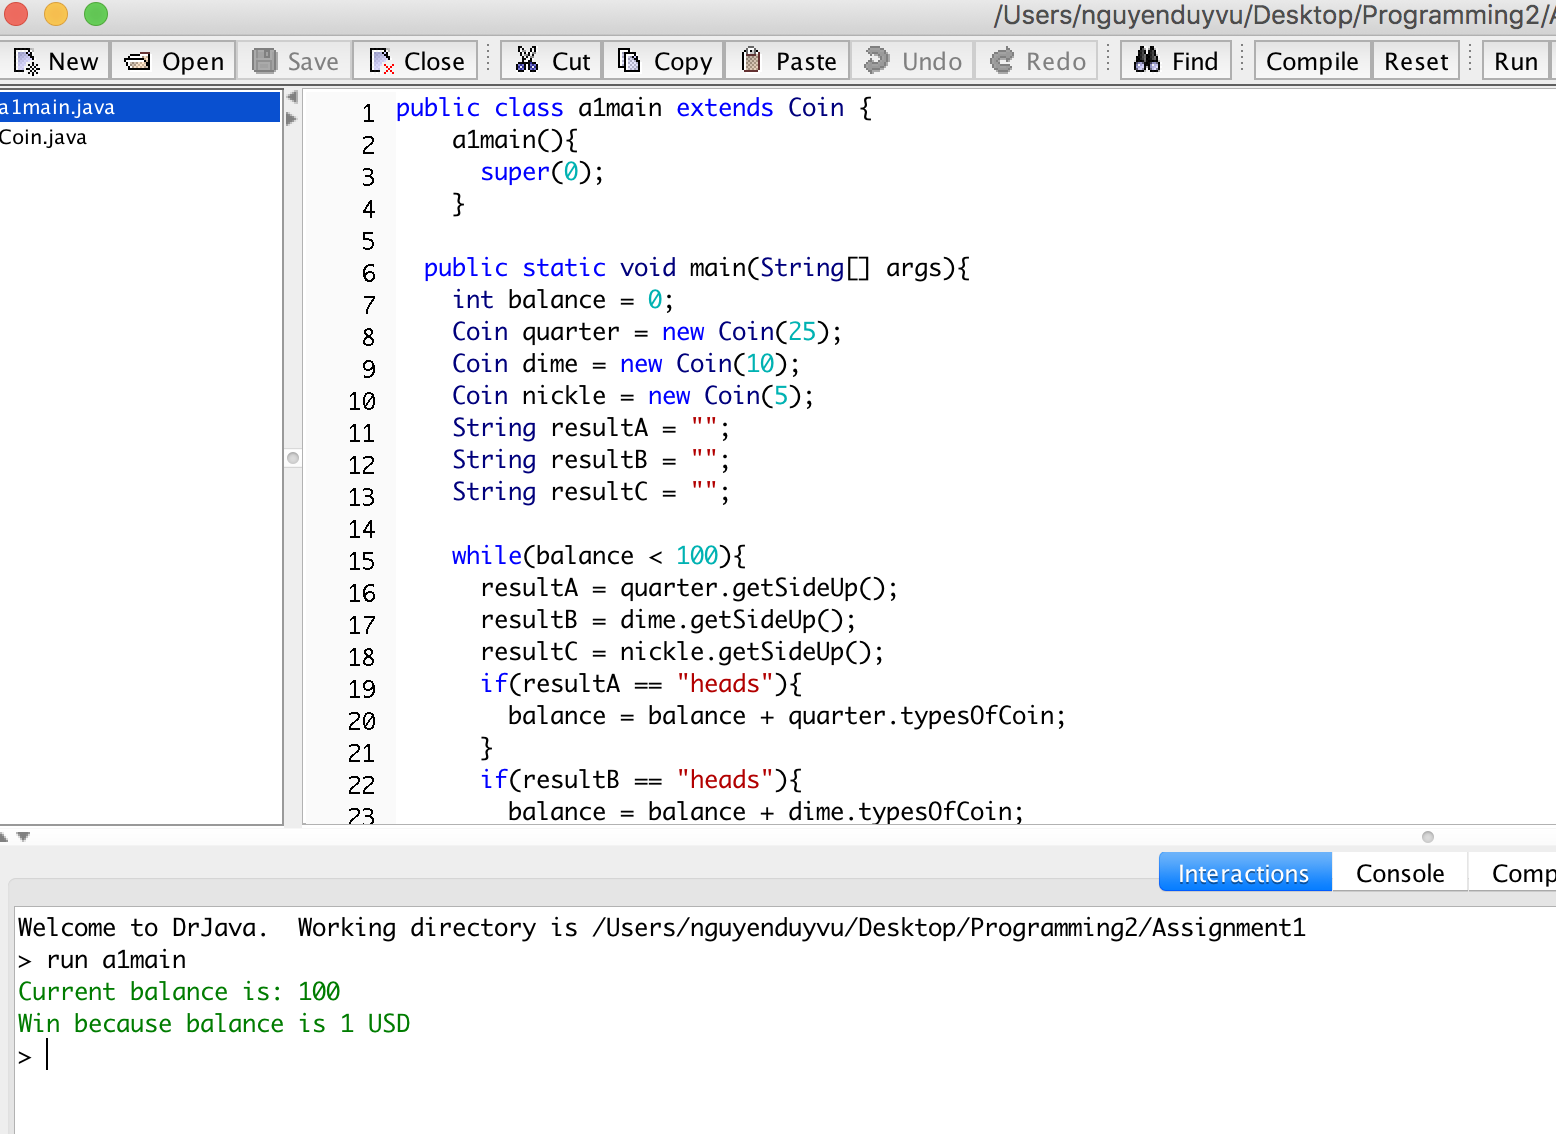 /Users/nguyenduyvu/Desktop/Programming2/
New Open Save Close Cut Copy Paste Undo Redo Find Compile Reset Run
a1main.java
Coin.java
1 public class a1main extends Coin {
2 a1main(){
3 super(0);
4 }
5
6 public static void main(String[] args){
7 int balance = 0;
8 Coin quarter = new Coin(25);
9 Coin dime = new Coin(10);
10 Coin nickle = new Coin(5);
11 String resultA = "";
12 String resultB = "";
13 String resultC = "";
14
15 while(balance < 100){
16 resultA = quarter.getSideUp();
17 resultB = dime.getSideUp();
18 resultC = nickle.getSideUp();
19 if(resultA == "heads"){
20 balance = balance + quarter.typesOfCoin;
21 }
22 if(resultB == "heads"){
23 balance = balance + dime.typesOfCoin;
Interactions Console Comp
Welcome to DrJava.  Working directory is /Users/nguyenduyvu/Desktop/Programming2/Assignment1
> run a1main
Current balance is: 100
Win because balance is 1 USD
>